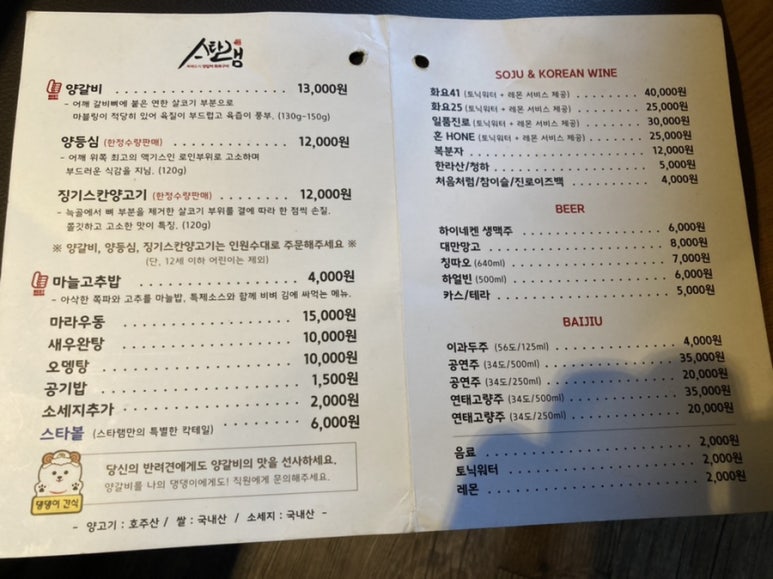 스타램
양갈비 13,000원
- 어깨 갈비뼈에 붙은 연한 살코기 부분으로
마블링이 적당히 있어 육질이 부드럽고 육즙이 풍부. (130g~150g)
양등심 (한정수량판매) 12,000원
- 어깨 위쪽 최고의 액기스인 로인부위로 고소하며
부드러운 식감을 지님. (120g)
징기스칸양고기 (한정수량판매) 12,000원
- 늑골에서 뼈 부분을 제거한 살코기 부위를 결에 따라 한 점씩 손질.
쫄깃하고 고소한 맛이 특징. (120g)
※ 양갈비, 양등심, 징기스칸양고기는 인원수대로 주문해주세요 ※
(단, 12세 이하 어린이는 제외)
마늘고추밥 4,000원
- 아삭한 쪽파와 고추를 마늘밥, 특제소스와 함께 비벼 김에 싸먹는 메뉴.
마라우동 15,000원
새우완탕 10,000원
오뎅탕 10,000원
공기밥 1,500원
소세지추가 2,000원
스타볼 (스타램만의 특별한 칵테일) 6,000원
당신의 반려견에게도 양갈비의 맛을 선사하세요.
양갈비를 나의 댕댕이에게도! 직원에게 문의해주세요.
댕댕이 간식
- 양고기 : 호주산 / 쌀 : 국내산 / 소세지 : 국내산 -
SOJU & KOREAN WINE
화요41 (토닉워터 + 레몬 서비스 제공) 40,000원
화요25 (토닉워터 + 레몬 서비스 제공) 25,000원
일품진로 (토닉워터 + 레몬 서비스 제공) 30,000원
혼 HONE (토닉워터 + 레몬 서비스 제공) 25,000원
복분자 12,000원
한라산/청하 5,000원
처음처럼/참이슬/진로이즈백 4,000원
BEER
하이네켄 생맥주 6,000원
대만망고 8,000원
칭따오 (640ml) 7,000원
하얼빈 (500ml) 6,000원
카스/테라 5,000원
BAIJIU
이과두주 (56도/125ml) 4,000원
공연주 (34도/500ml) 35,000원
공연주 (34도/250ml) 20,000원
연태고량주 (34도/500ml) 35,000원
연태고량주 (34도/250ml) 20,000원
음료 2,000원
토닉워터 2,000원
레몬 2,000원